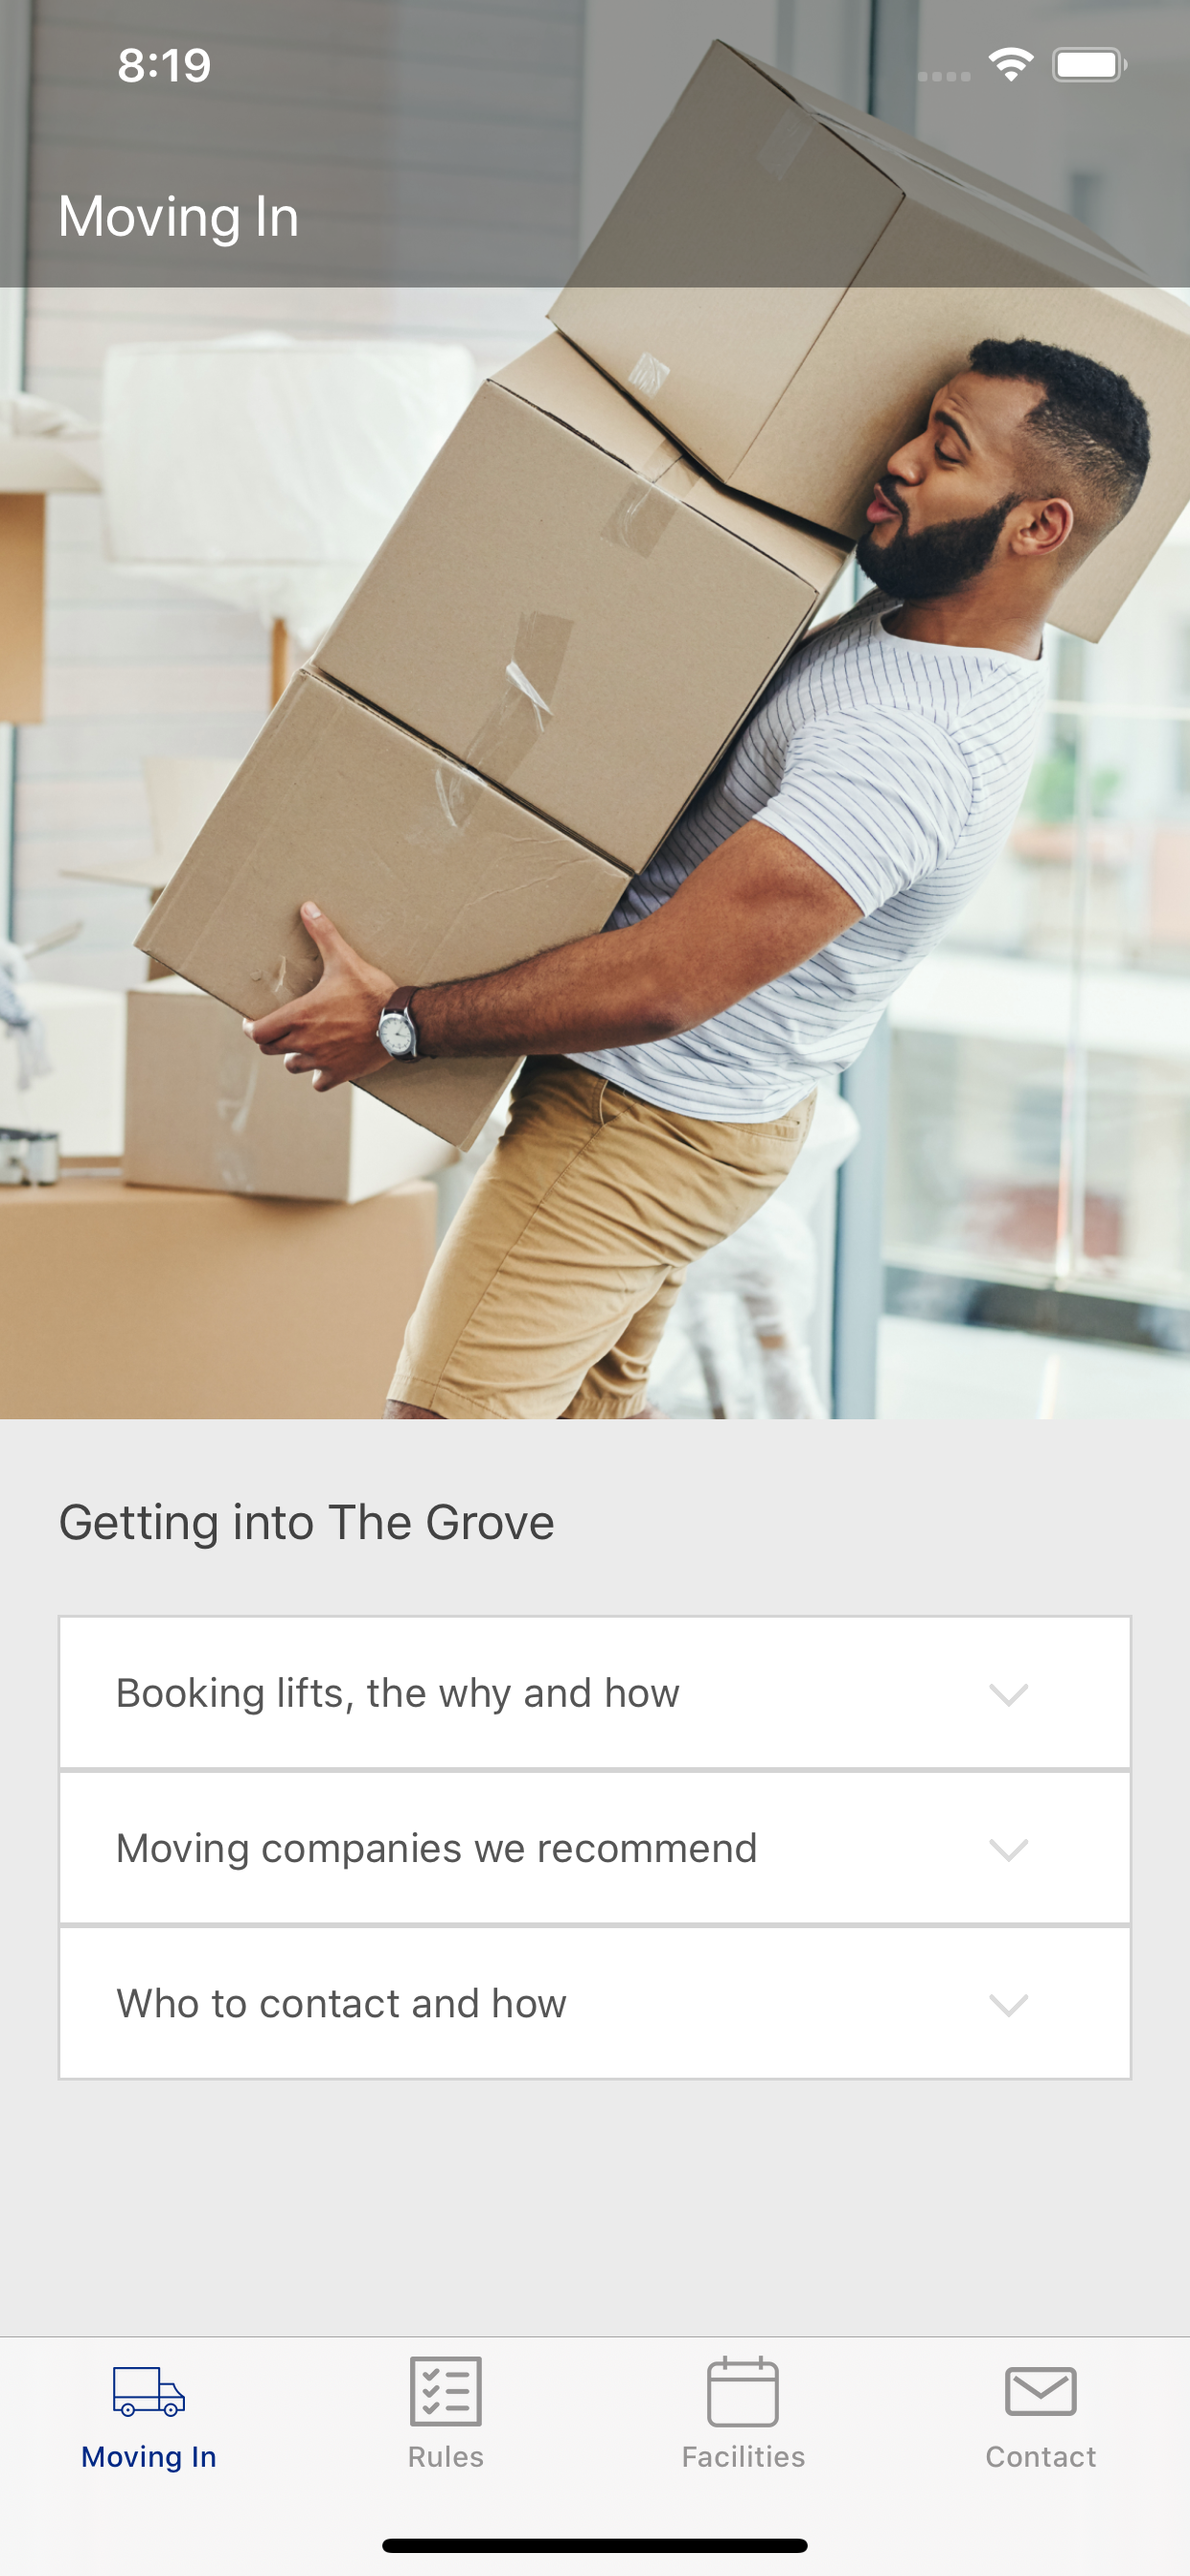 8:19
Moving In
Getting into The Grove
Booking lifts, the why and how
Moving companies we recommend
Who to contact and how
Moving In
Rules
Facilities
Contact